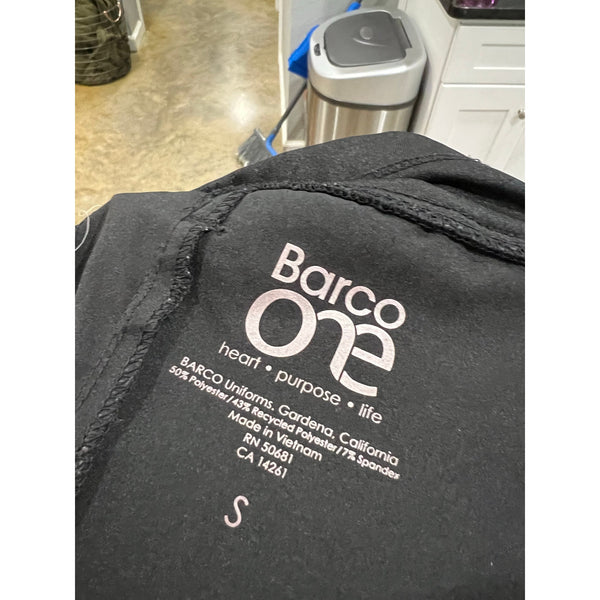 Barco
One
heart • purpose • life
BARCO Uniforms, Gardena, California
50% Polyester/43% Recycled Polyester/7% Spandex
Made in Vietnam
RN 50681
CA 14261
S